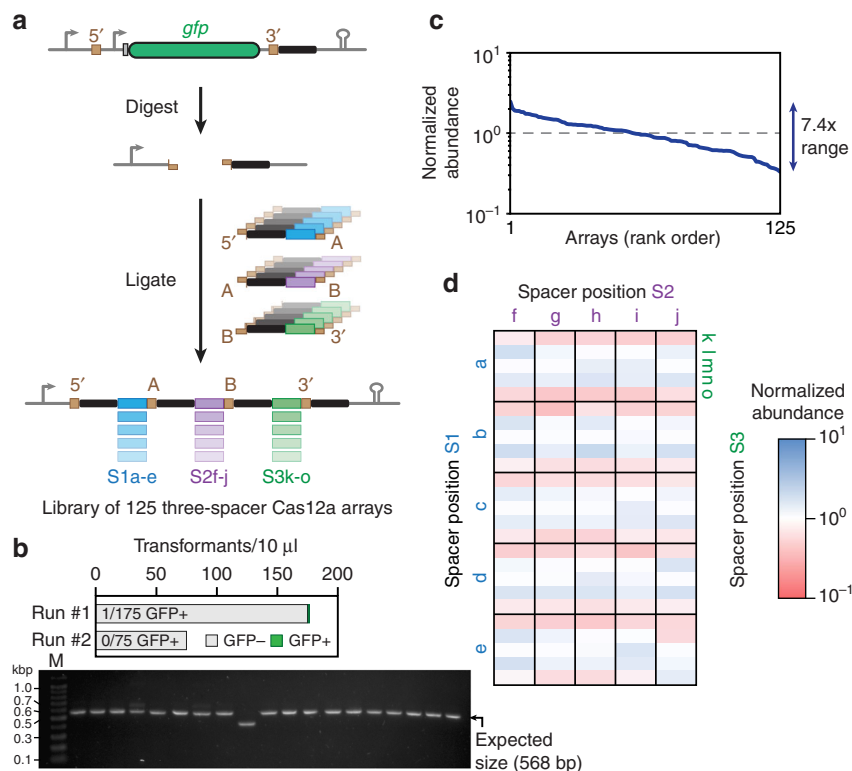 a
gfp
5′
3′
Digest
Ligate
5′
A
A
B
B
3′
5′
A
B
3′
S1a-e
S2f-j
S3k-o
Library of 125 three-spacer Cas12a arrays
b
Transformants/10 µl
0
50
100
150
200
Run #1
1/175 GFP+
Run #2
0/75 GFP+
GFP–
GFP+
kbp
M
1.0
0.7
0.6
0.5
0.3
0.1
Expected
size (568 bp)
c
Normalized
abundance
10¹
10⁰
10⁻¹
7.4x
range
1
125
Arrays (rank order)
d
Spacer position S2
f g h i j
Spacer position S1
a
b
c
d
e
k l m n o
Spacer position S3
Normalized
abundance
10¹
10⁰
10⁻¹